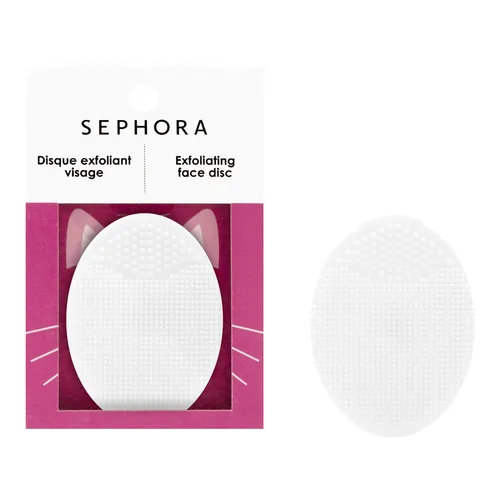 SEPHORA
Disque exfoliant
visage
Exfoliating
face disc